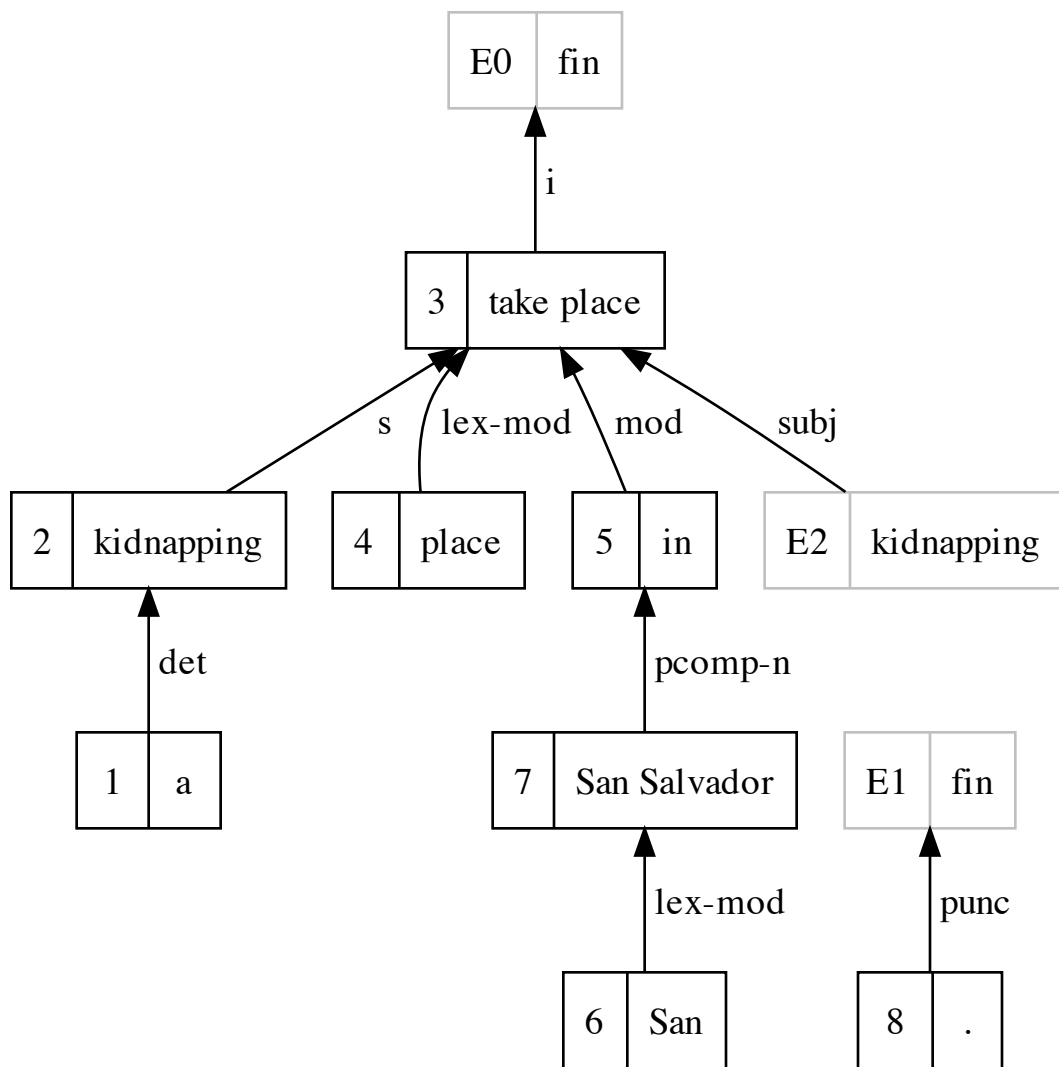 E0 fin
i
3 take place
s lex-mod mod subj
2 kidnapping 4 place 5 in E2 kidnapping
det pcomp-n
1 a 7 San Salvador E1 fin
lex-mod punc
6 San 8 .